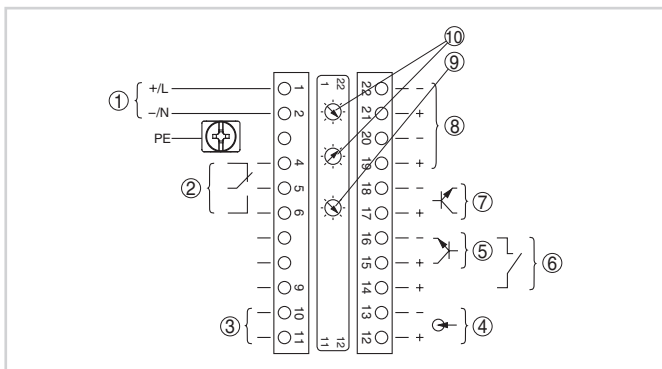 ⑩
⑨
① +/L 1 1 22 22 −
−/N 2 21 + ⑧
PE 20 −
② 4 19 +
5 18 − ⑦
6 17 +
16 − ⑤ ⑥
15 +
9 14 +
③ 10 13 − ④
11 11 12 12 +